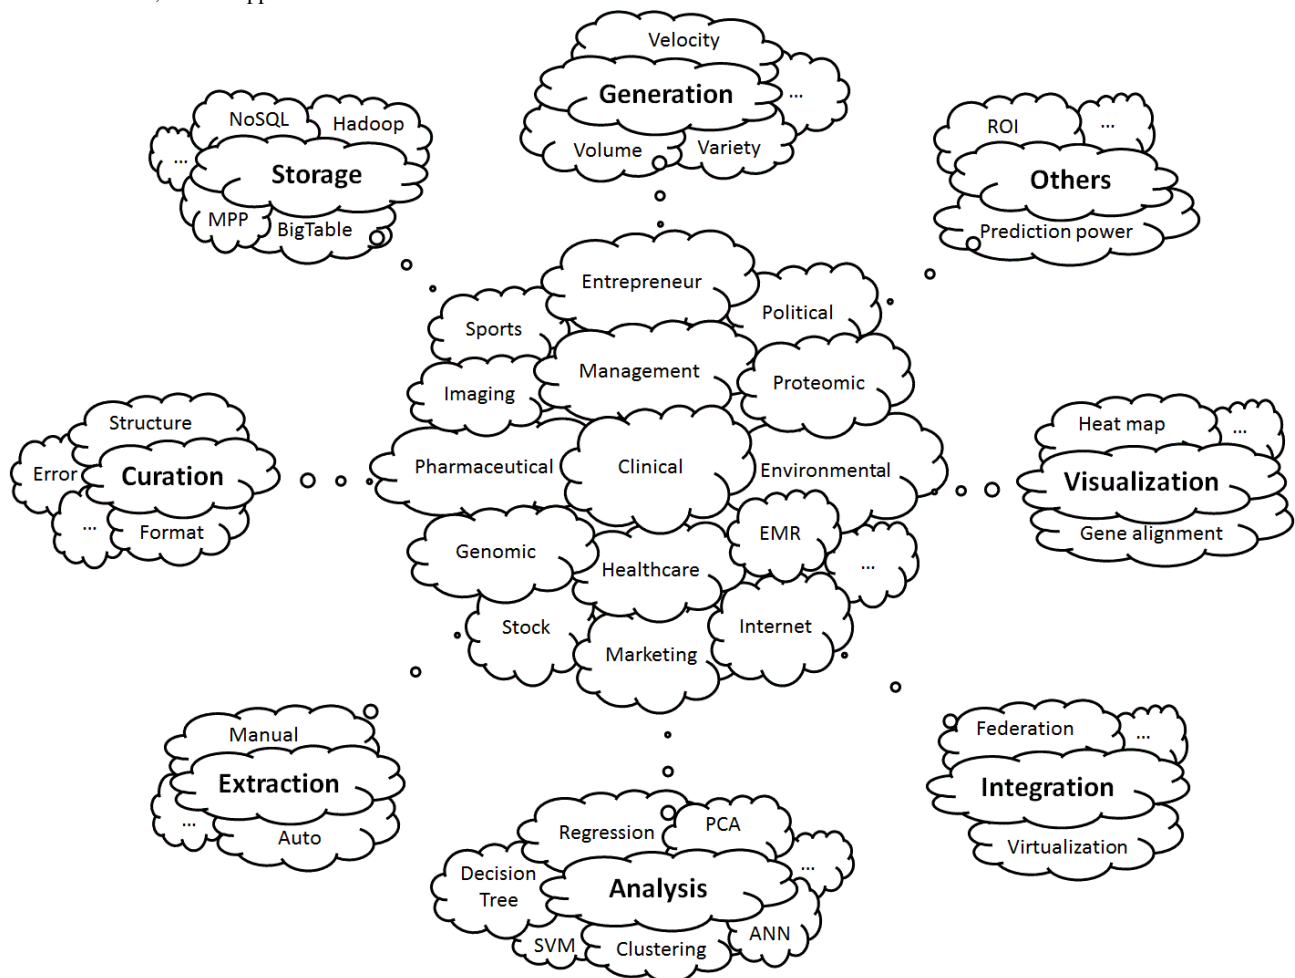 Velocity
Generation
...
Volume
Variety
NoSQL
Hadoop
...
Storage
MPP
BigTable
ROI
...
Others
Prediction power
Entrepreneur
Political
Sports
Management
Proteomic
Imaging
Pharmaceutical
Clinical
Environmental
EMR
Genomic
Healthcare
...
Stock
Internet
Marketing
Structure
Error
Curation
...
Format
Heat map
...
Visualization
Gene alignment
Manual
Extraction
...
Auto
Federation
...
Integration
Virtualization
Regression
PCA
Decision
Tree
...
Analysis
SVM
Clustering
ANN